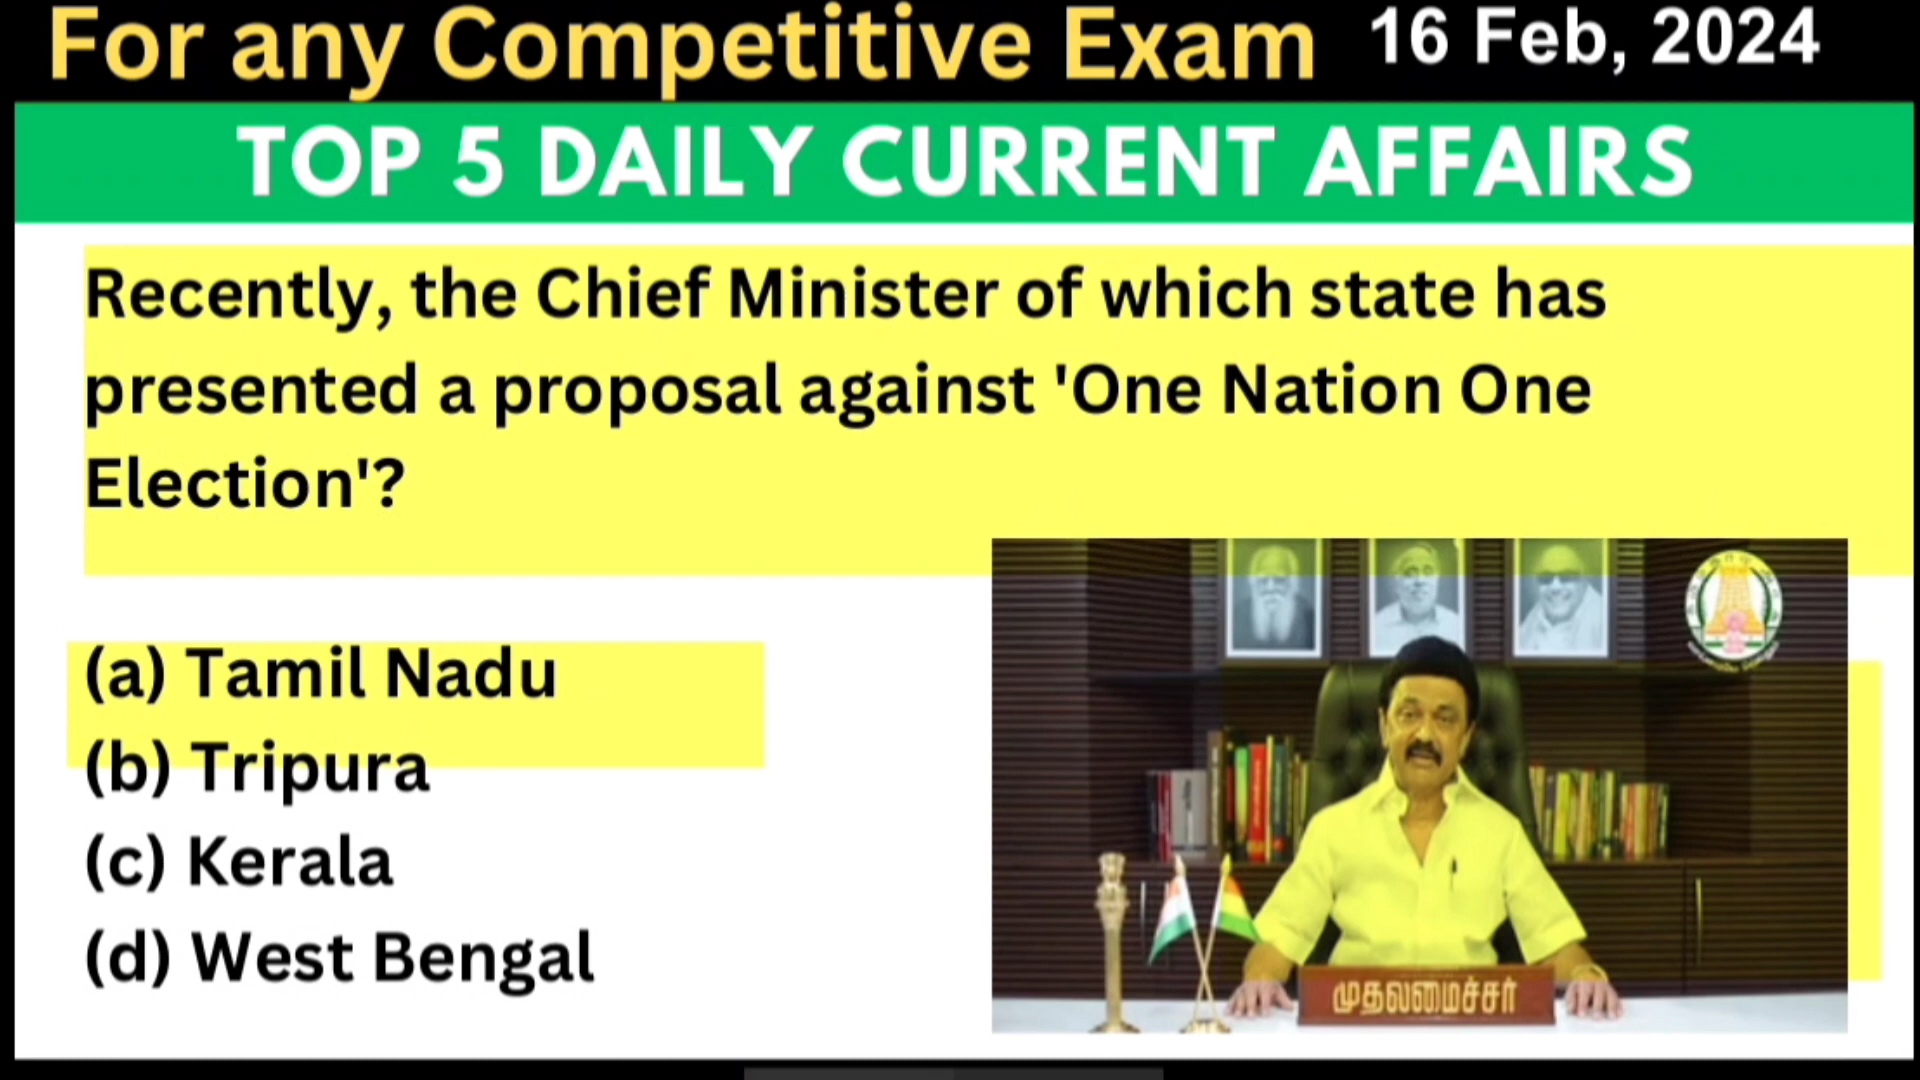 For any Competitive Exam 16 Feb, 2024
TOP 5 DAILY CURRENT AFFAIRS
Recently, the Chief Minister of which state has
presented a proposal against 'One Nation One
Election'?
(a) Tamil Nadu
(b) Tripura
(c) Kerala
(d) West Bengal
முதலமைச்சர்